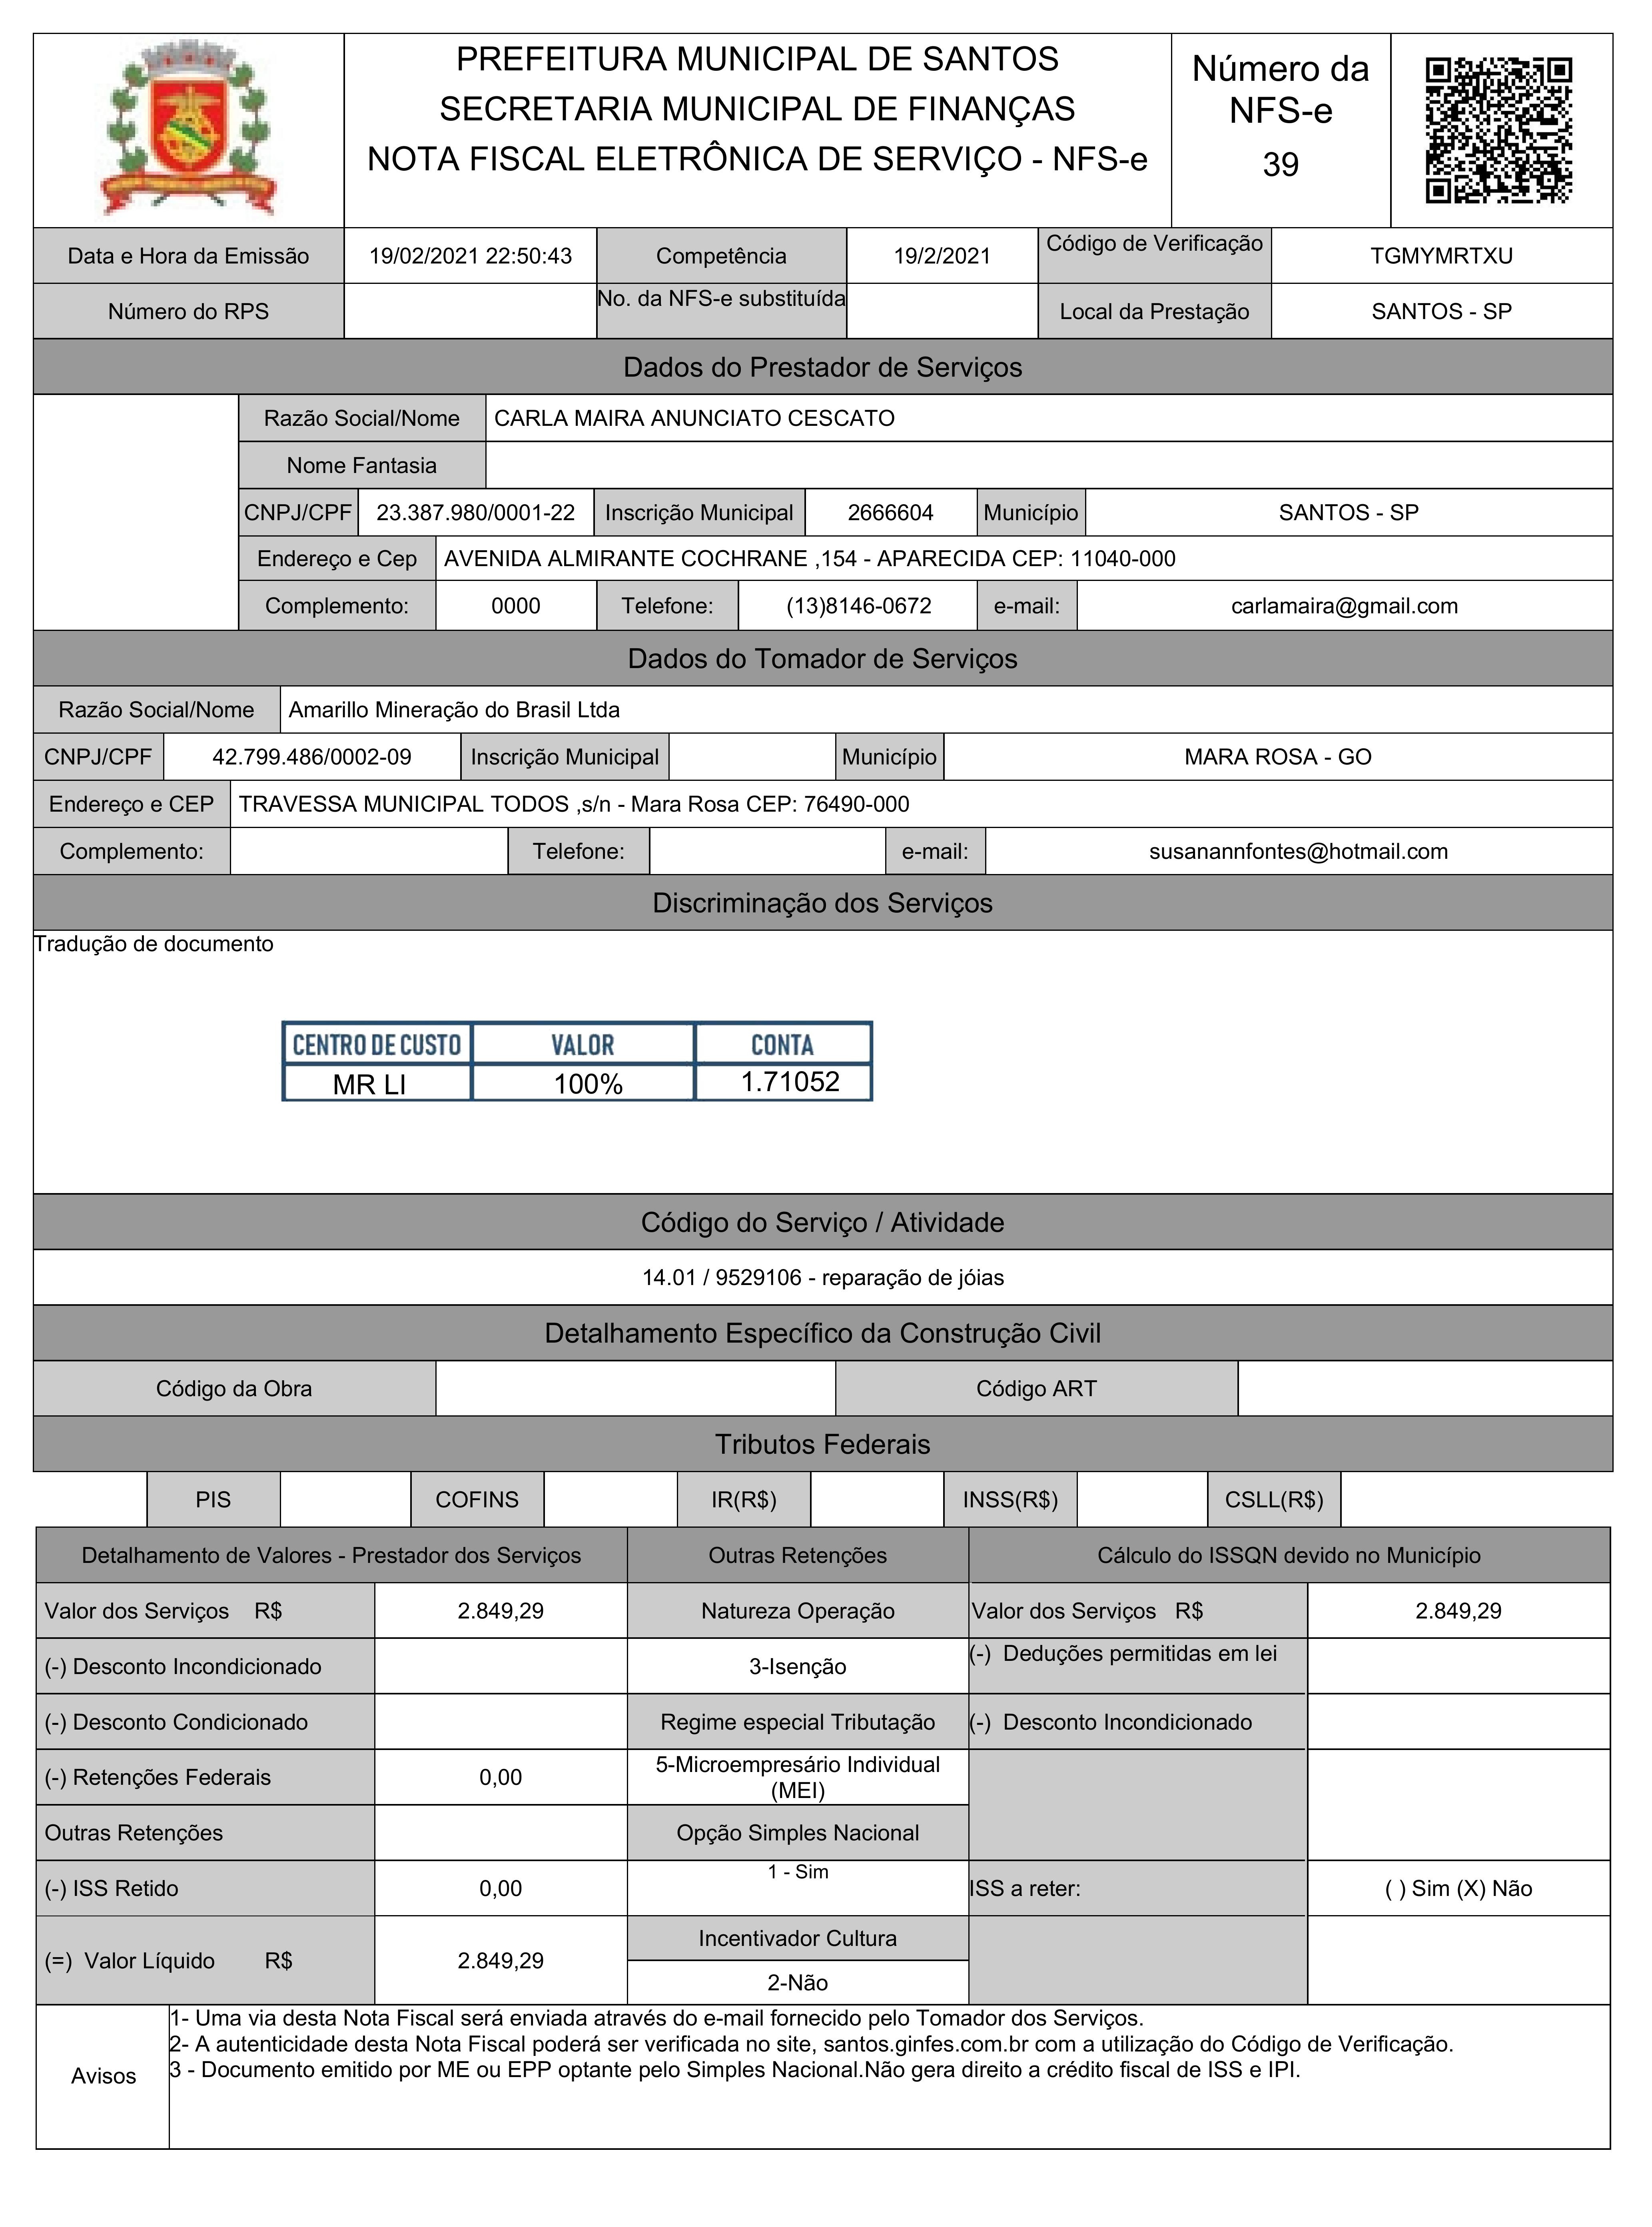 PREFEITURA MUNICIPAL DE SANTOS
SECRETARIA MUNICIPAL DE FINANÇAS
NOTA FISCAL ELETRÔNICA DE SERVIÇO - NFS-e
Número da
NFS-e
39
Data e Hora da Emissão 19/02/2021 22:50:43 Competência 19/2/2021 Código de Verificação TGMYMRTXU
Número do RPS No. da NFS-e substituída Local da Prestação SANTOS - SP
Dados do Prestador de Serviços
Razão Social/Nome CARLA MAIRA ANUNCIATO CESCATO
Nome Fantasia
CNPJ/CPF 23.387.980/0001-22 Inscrição Municipal 2666604 Município SANTOS - SP
Endereço e Cep AVENIDA ALMIRANTE COCHRANE ,154 - APARECIDA CEP: 11040-000
Complemento: 0000 Telefone: (13)8146-0672 e-mail: carlamaira@gmail.com
Dados do Tomador de Serviços
Razão Social/Nome Amarillo Mineração do Brasil Ltda
CNPJ/CPF 42.799.486/0002-09 Inscrição Municipal Município MARA ROSA - GO
Endereço e CEP TRAVESSA MUNICIPAL TODOS ,s/n - Mara Rosa CEP: 76490-000
Complemento: Telefone: e-mail: susanannfontes@hotmail.com
Discriminação dos Serviços
Tradução de documento
CENTRO DE CUSTO VALOR CONTA
MR LI 100% 1.71052
Código do Serviço / Atividade
14.01 / 9529106 - reparação de jóias
Detalhamento Específico da Construção Civil
Código da Obra Código ART
Tributos Federais
PIS COFINS IR(R$) INSS(R$) CSLL(R$)
Detalhamento de Valores - Prestador dos Serviços Outras Retenções Cálculo do ISSQN devido no Município
Valor dos Serviços R$ 2.849,29 Natureza Operação Valor dos Serviços R$ 2.849,29
(-) Desconto Incondicionado 3-Isenção (-) Deduções permitidas em lei
(-) Desconto Condicionado Regime especial Tributação (-) Desconto Incondicionado
(-) Retenções Federais 0,00 5-Microempresário Individual
(MEI)
Outras Retenções Opção Simples Nacional
(-) ISS Retido 0,00 1 - Sim ISS a reter: ( ) Sim (X) Não
(=) Valor Líquido R$ 2.849,29 Incentivador Cultura
2-Não
Avisos
1- Uma via desta Nota Fiscal será enviada através do e-mail fornecido pelo Tomador dos Serviços.
2- A autenticidade desta Nota Fiscal poderá ser verificada no site, santos.ginfes.com.br com a utilização do Código de Verificação.
3 - Documento emitido por ME ou EPP optante pelo Simples Nacional.Não gera direito a crédito fiscal de ISS e IPI.